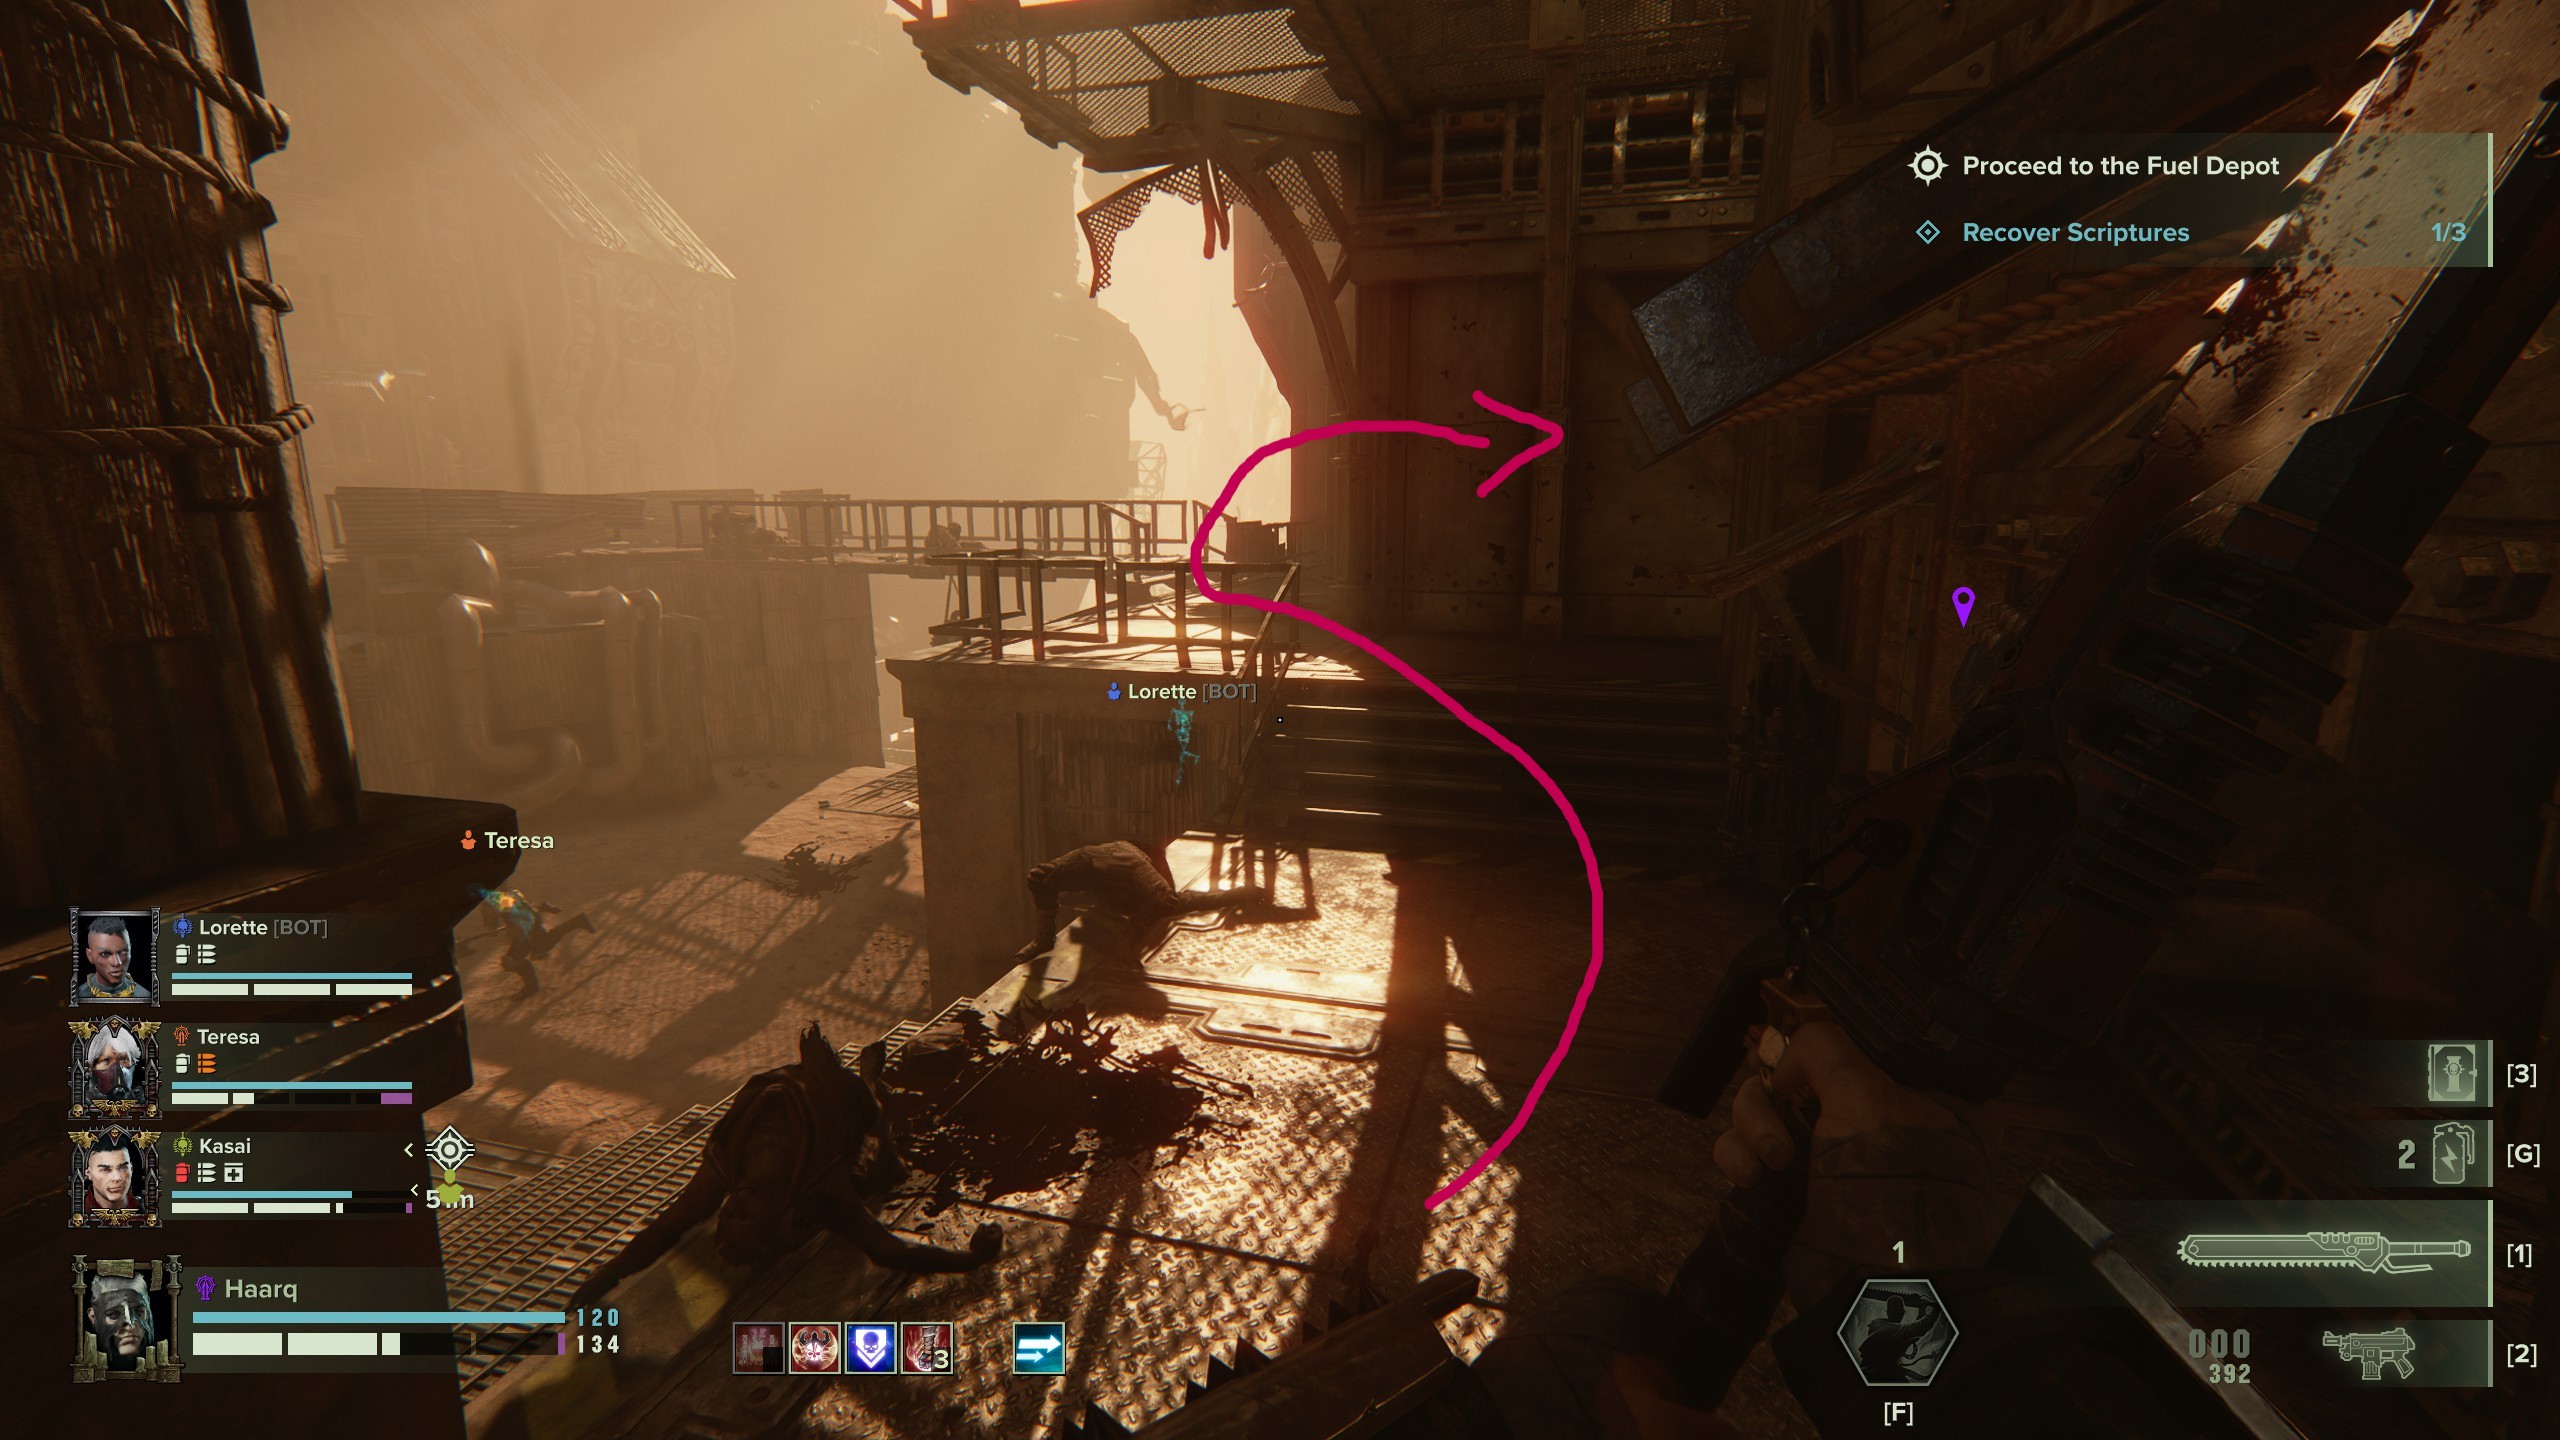 Proceed to the Fuel Depot
Recover Scriptures 1/3
Lorette [BOT]
Teresa
Lorette [BOT]
Teresa
Kasai
Haarq
120
134
3
1
[F]
[3]
2 [G]
[1]
000
392
[2]